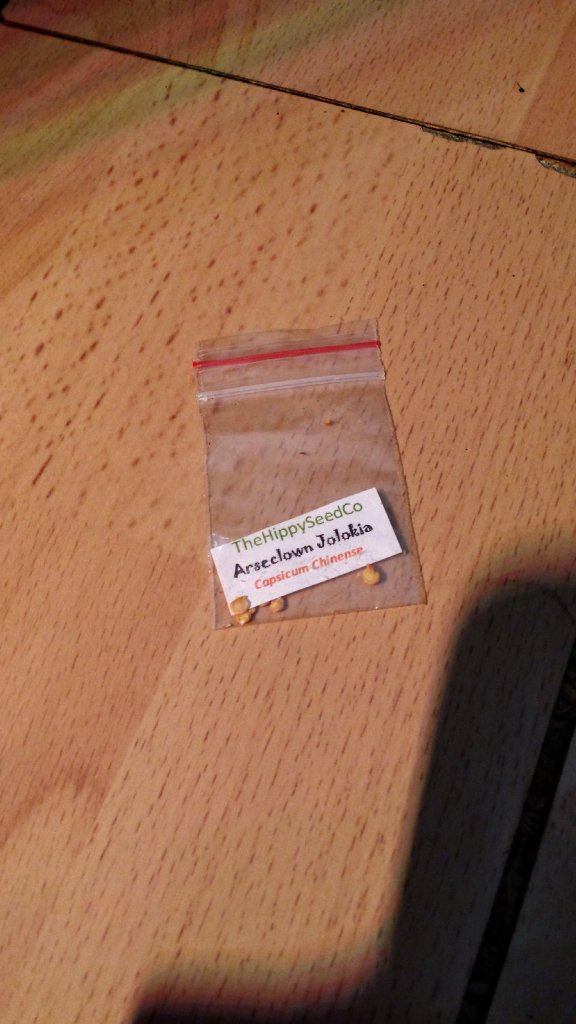 TheHippySeedCo
Arseclown Jolokia
Capsicum Chinense